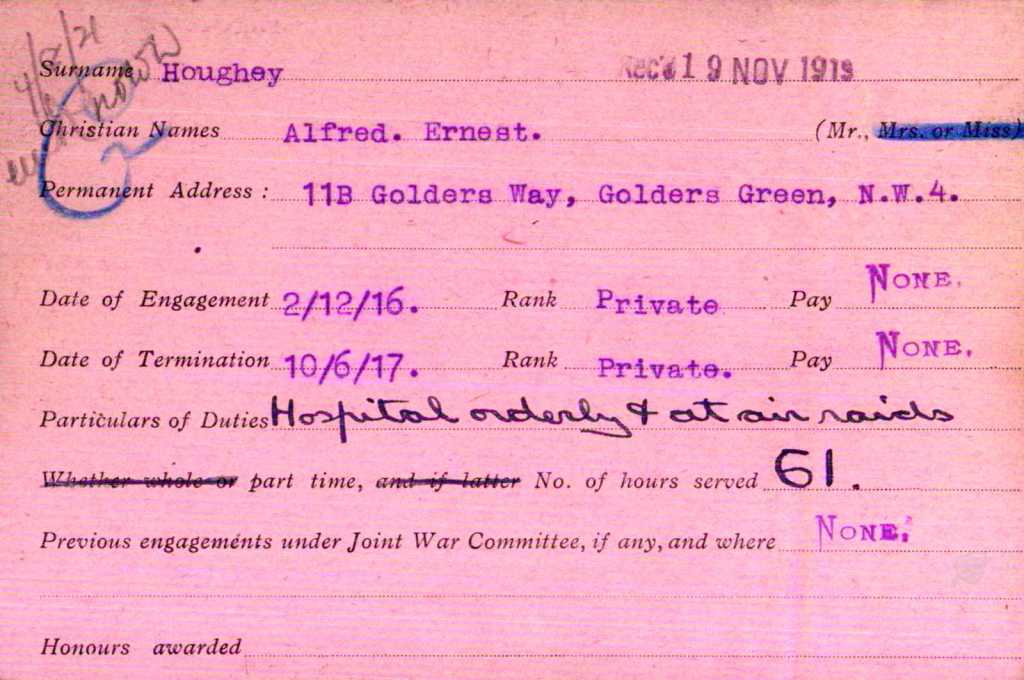 4/8/21
unknown
Surname Houghey Rec'd 19 NOV 1919
Christian Names Alfred. Ernest. (Mr., Mrs. or Miss)
Permanent Address : 11B Golders Way, Golders Green, N.W.4.
Date of Engagement 2/12/16. Rank Private Pay NONE.
Date of Termination 10/6/17. Rank Private. Pay NONE.
Particulars of Duties Hospital orderly & at air raids
Whether whole or part time, and if latter No. of hours served 61.
Previous engagements under Joint War Committee, if any, and where NONE.
Honours awarded